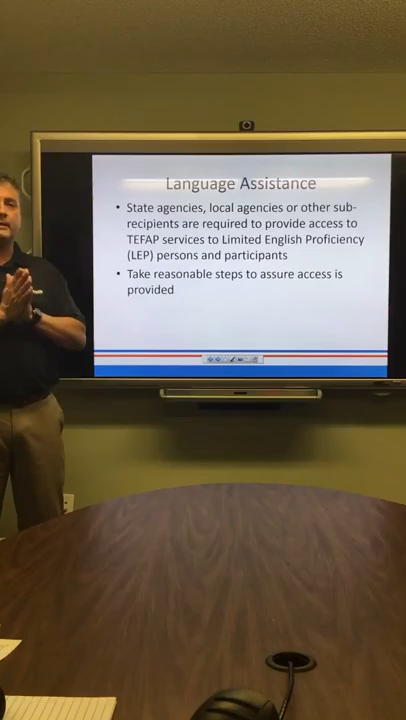 Language Assistance
• State agencies, local agencies or other sub-
recipients are required to provide access to
TEFAP services to Limited English Proficiency
(LEP) persons and participants
• Take reasonable steps to assure access is
provided